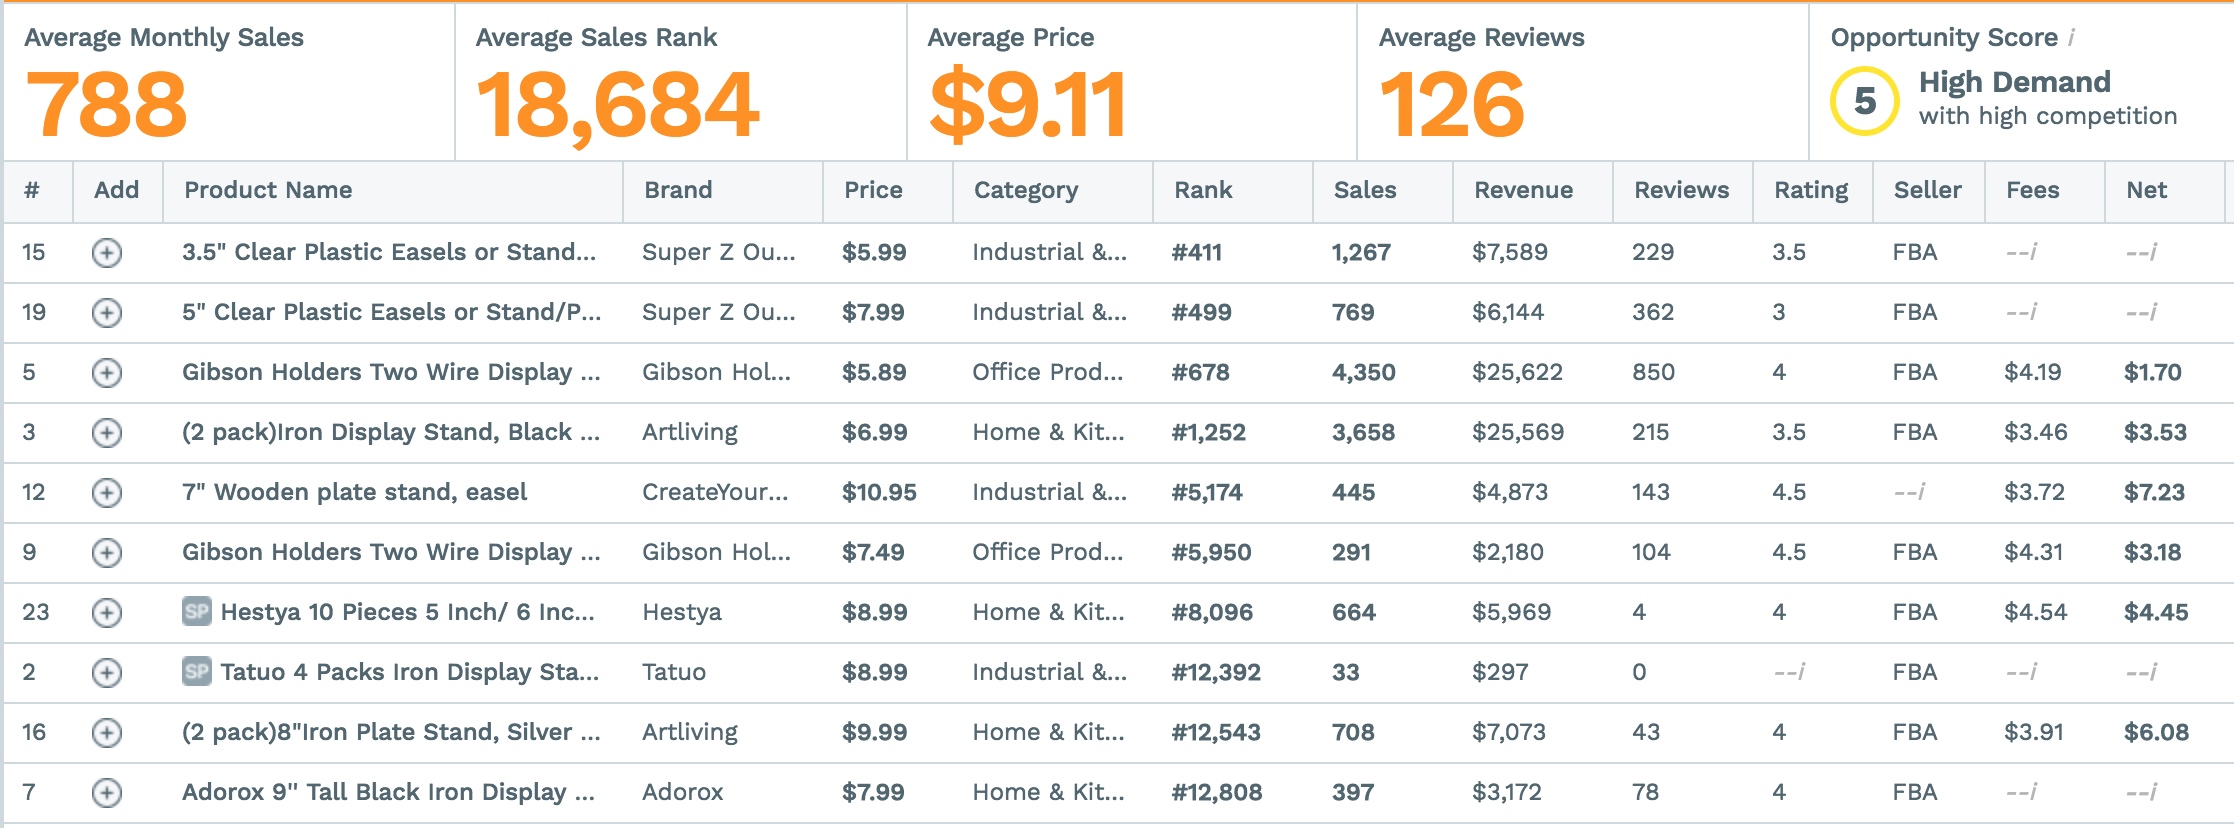 Average Monthly Sales Average Sales Rank Average Price Average Reviews Opportunity Score i
788 18,684 $9.11 126 5 High Demand
with high competition
# Add Product Name Brand Price Category Rank Sales Revenue Reviews Rating Seller Fees Net
15 3.5" Clear Plastic Easels or Stand... Super Z Ou... $5.99 Industrial &... #411 1,267 $7,589 229 3.5 FBA --i --i
19 5" Clear Plastic Easels or Stand/P... Super Z Ou... $7.99 Industrial &... #499 769 $6,144 362 3 FBA --i --i
5 Gibson Holders Two Wire Display ... Gibson Hol... $5.89 Office Prod... #678 4,350 $25,622 850 4 FBA $4.19 $1.70
3 (2 pack)Iron Display Stand, Black ... Artliving $6.99 Home & Kit... #1,252 3,658 $25,569 215 3.5 FBA $3.46 $3.53
12 7" Wooden plate stand, easel CreateYour... $10.95 Industrial &... #5,174 445 $4,873 143 4.5 --i $3.72 $7.23
9 Gibson Holders Two Wire Display ... Gibson Hol... $7.49 Office Prod... #5,950 291 $2,180 104 4.5 FBA $4.31 $3.18
23 SP Hestya 10 Pieces 5 Inch/ 6 Inc... Hestya $8.99 Home & Kit... #8,096 664 $5,969 4 4 FBA $4.54 $4.45
2 SP Tatuo 4 Packs Iron Display Sta... Tatuo $8.99 Industrial &... #12,392 33 $297 0 --i FBA --i --i
16 (2 pack)8"Iron Plate Stand, Silver ... Artliving $9.99 Home & Kit... #12,543 708 $7,073 43 4 FBA $3.91 $6.08
7 Adorox 9'' Tall Black Iron Display ... Adorox $7.99 Home & Kit... #12,808 397 $3,172 78 4 FBA --i --i